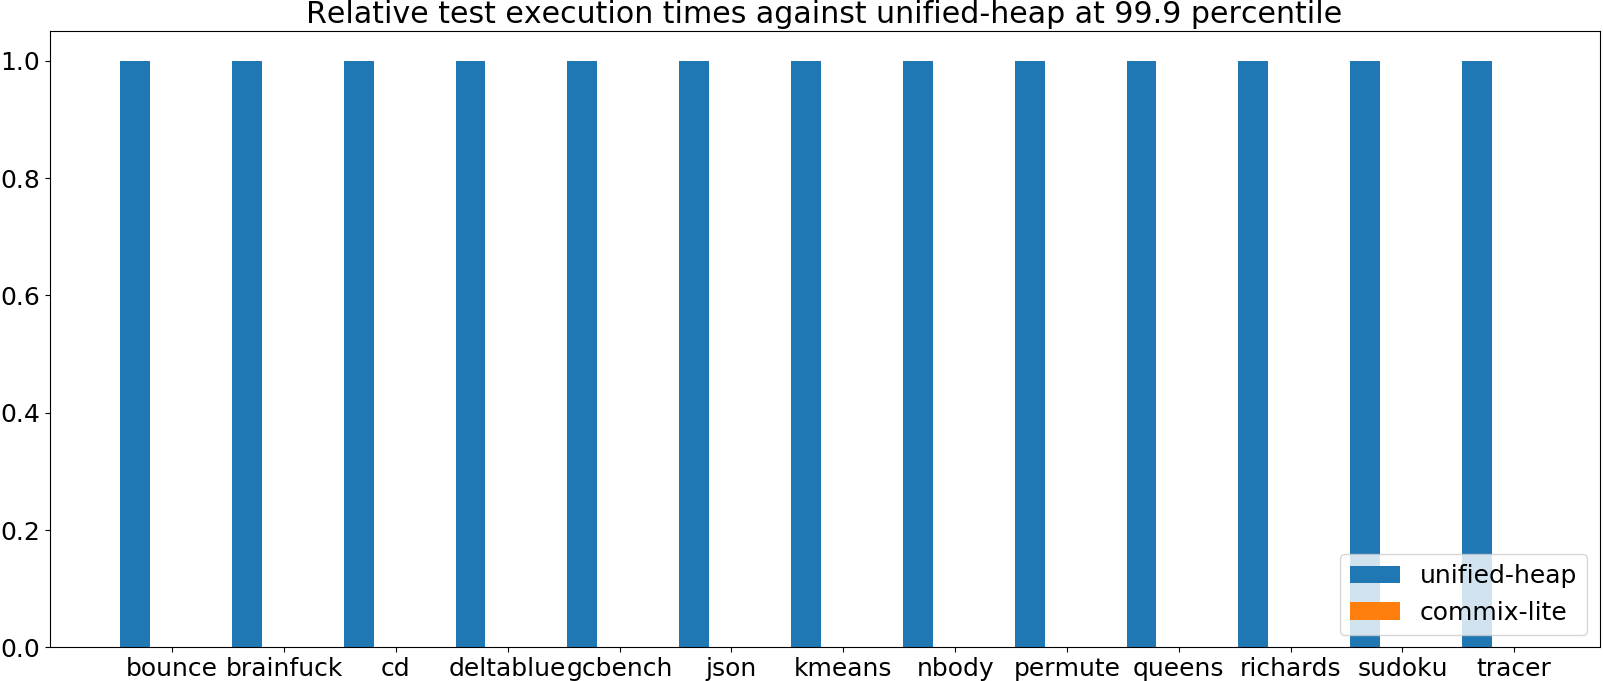 Relative test execution times against unified-heap at 99.9 percentile
1.0
0.8
0.6
0.4
0.2
0.0
unified-heap
commix-lite
bounce brainfuck cd deltablue gcbench json kmeans nbody permute queens richards sudoku tracer